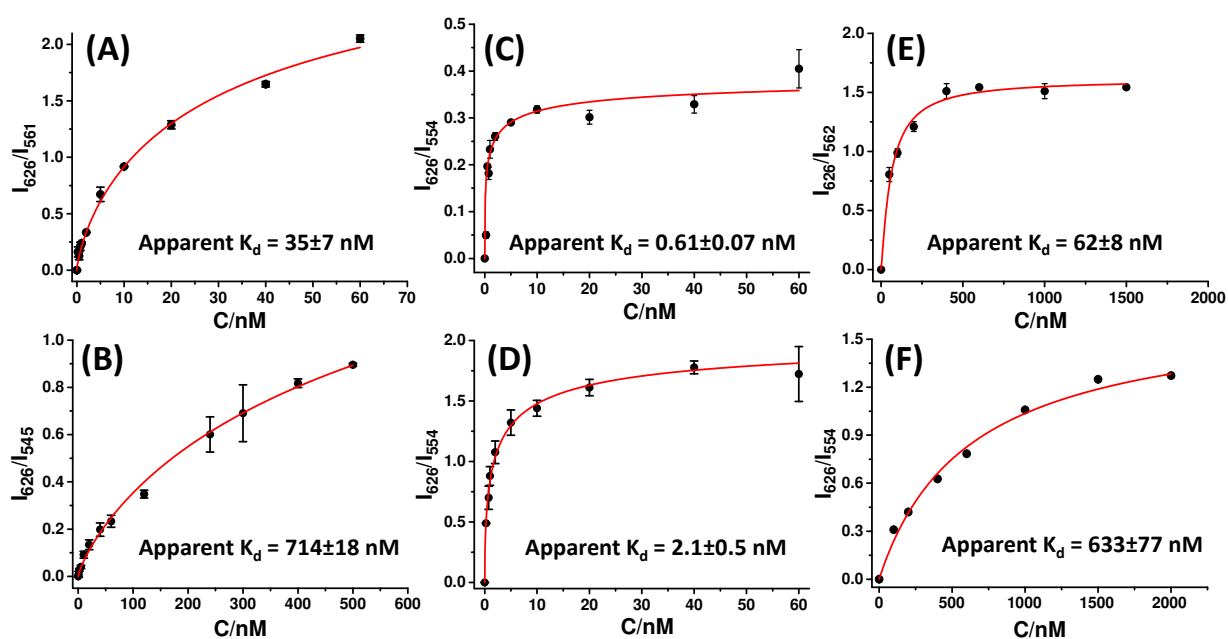 (A)
I626/I561
2.0
1.5
1.0
0.5
0.0
Apparent Kd = 35±7 nM
0 10 20 30 40 50 60 70
C/nM
(C)
I626/I554
0.5
0.4
0.3
0.2
0.1
0.0
Apparent Kd = 0.61±0.07 nM
0 10 20 30 40 50 60
C/nM
(E)
I626/I562
2.0
1.5
1.0
0.5
0.0
Apparent Kd = 62±8 nM
0 500 1000 1500 2000
C/nM
(B)
I626/I545
1.0
0.8
0.6
0.4
0.2
0.0
Apparent Kd = 714±18 nM
0 100 200 300 400 500 600
C/nM
(D)
I626/I554
2.0
1.5
1.0
0.5
0.0
Apparent Kd = 2.1±0.5 nM
0 10 20 30 40 50 60
C/nM
(F)
I626/I554
1.5
1.2
0.9
0.6
0.3
0.0
Apparent Kd = 633±77 nM
0 500 1000 1500 2000
C/nM